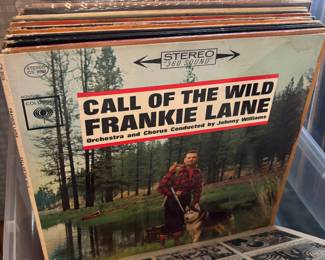 STEREO
"360 SOUND"
COLUMBIA
CALL OF THE WILD
FRANKIE LAINE
Orchestra and Chorus Conducted by Johnny Williams